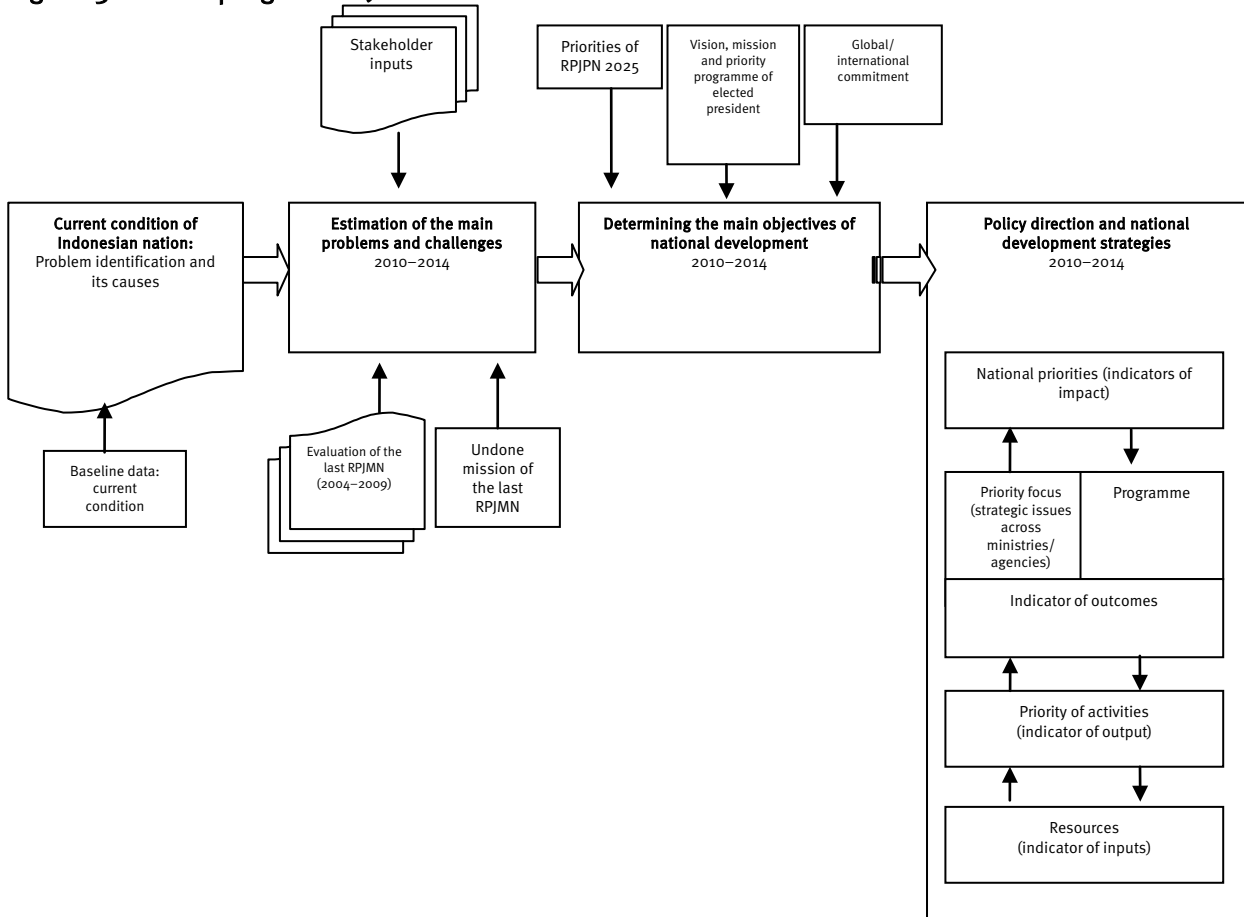 Stakeholder
inputs
Priorities of
RPJPN 2025
Vision, mission
and priority
programme of
elected
president
Global/
international
commitment
Current condition of
Indonesian nation:
Problem identification and
its causes
Estimation of the main
problems and challenges
2010–2014
Determining the main objectives of
national development
2010–2014
Policy direction and national
development strategies
2010–2014
Baseline data:
current
condition
Evaluation of the
last RPJMN
(2004–2009)
Undone
mission of
the last
RPJMN
National priorities (indicators of
impact)
Priority focus
(strategic issues
across
ministries/
agencies)
Programme
Indicator of outcomes
Priority of activities
(indicator of output)
Resources
(indicator of inputs)